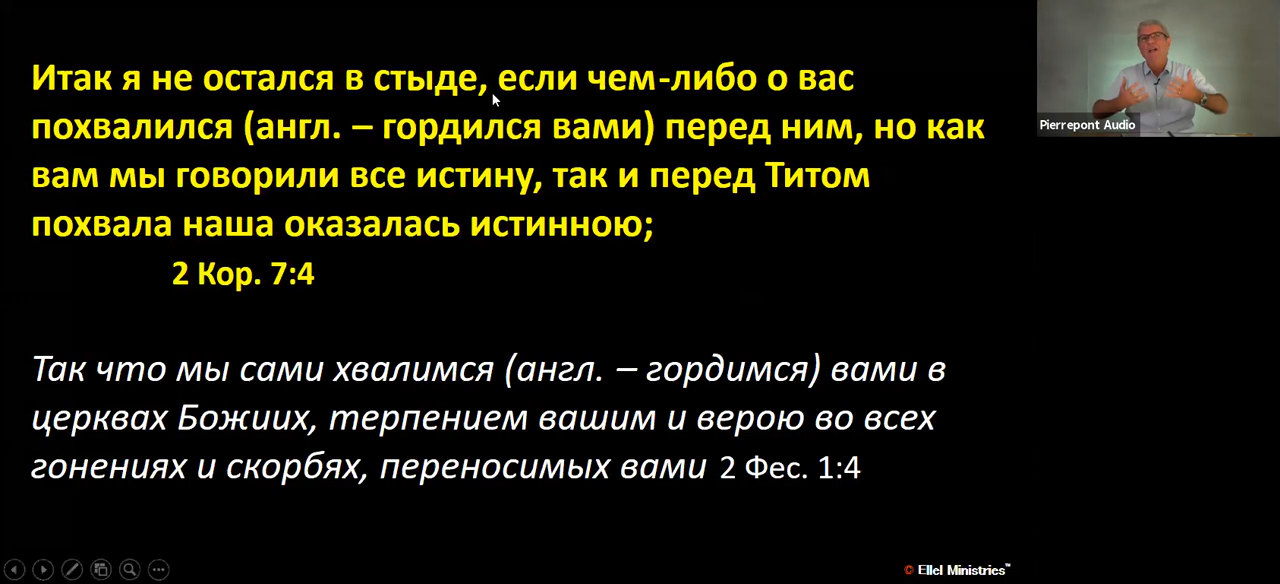 Итак я не остался в стыде, если чем-либо о вас
похвалился (англ. – гордился вами) перед ним, но как
вам мы говорили все истину, так и перед Титом
похвала наша оказалась истинною;
2 Кор. 7:4
Так что мы сами хвалимся (англ. – гордимся) вами в
церквах Божиих, терпением вашим и верою во всех
гонениях и скорбях, переносимых вами 2 Фес. 1:4
Pierrepont Audio
© Ellel Ministries™